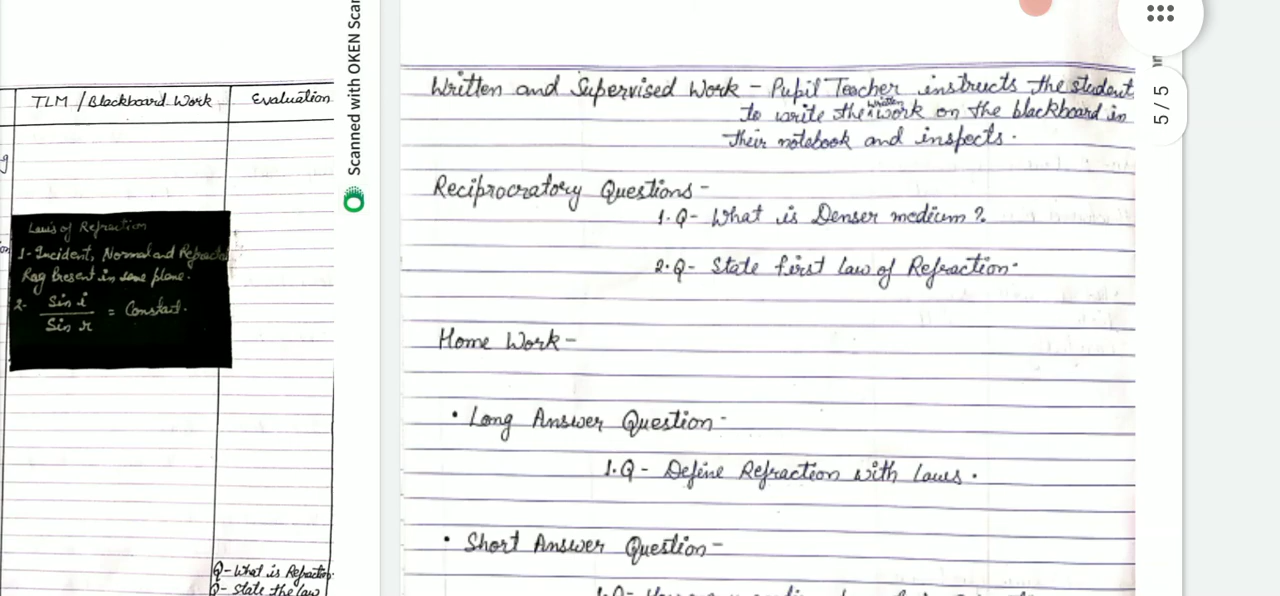 TLM / Blackboard Work
Evaluation
Laws of Refraction
1- Incident, Normal and Refracted
Ray Present in same plane.
2- Sin i
Sin r
= Constant.
Q- What is Refraction.
Q- State the law
Scanned with OKEN Scan
Written and Supervised Work - Pupil Teacher instructs the student
to write the written work on the blackboard in
their notebook and inspects.
Reciprocratory Questions -
1.Q- What is Denser medium?
2.Q- State first law of Refraction.
Home Work -
• Long Answer Question -
1.Q - Define Refraction with Laws.
• Short Answer Question -
5 / 5